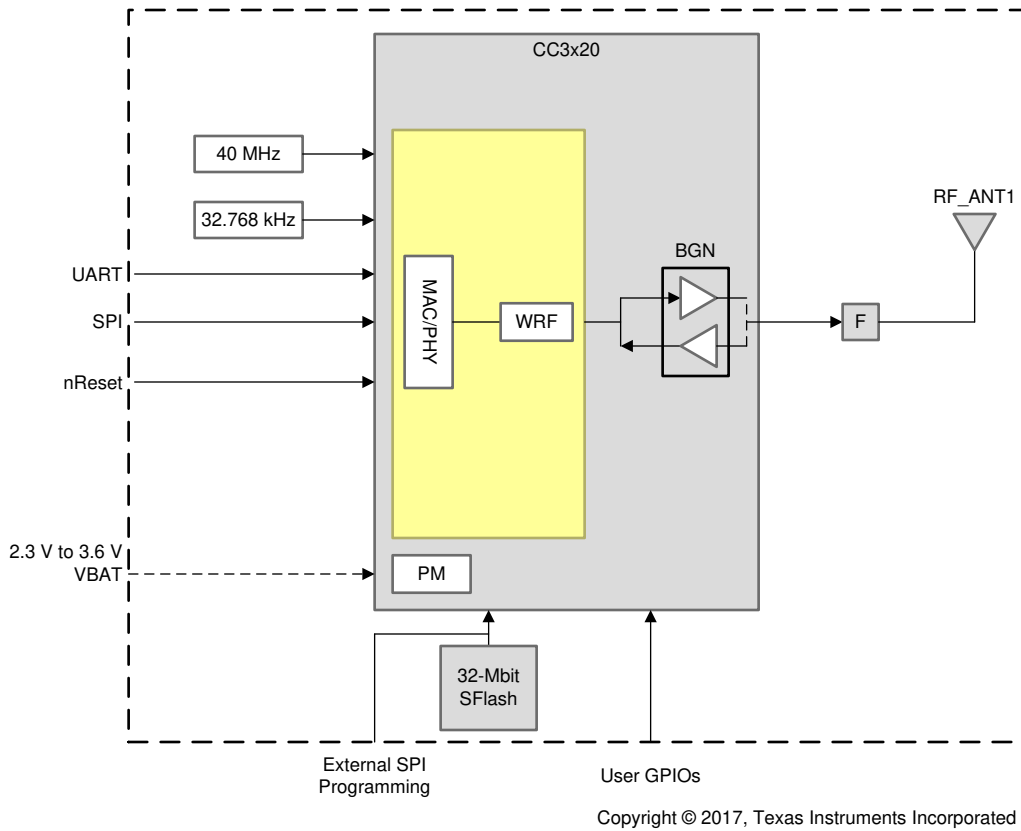 CC3x20
40 MHz
32.768 kHz
RF_ANT1
BGN
UART
SPI
nReset
MAC/PHY
WRF
F
2.3 V to 3.6 V
VBAT
PM
32-Mbit
SFlash
External SPI
Programming
User GPIOs
Copyright © 2017, Texas Instruments Incorporated